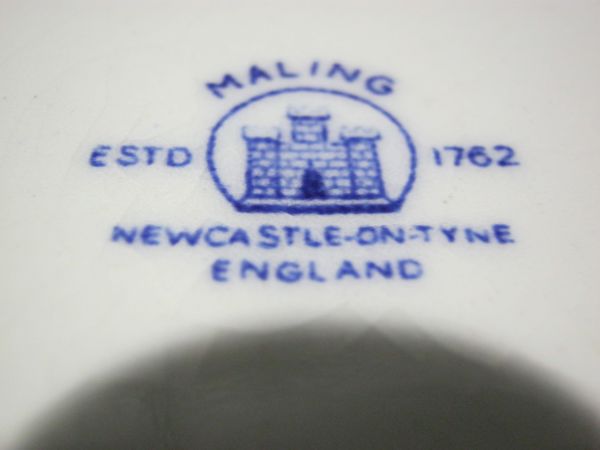 MALING
ESTD 1762
NEWCASTLE-ON-TYNE
ENGLAND